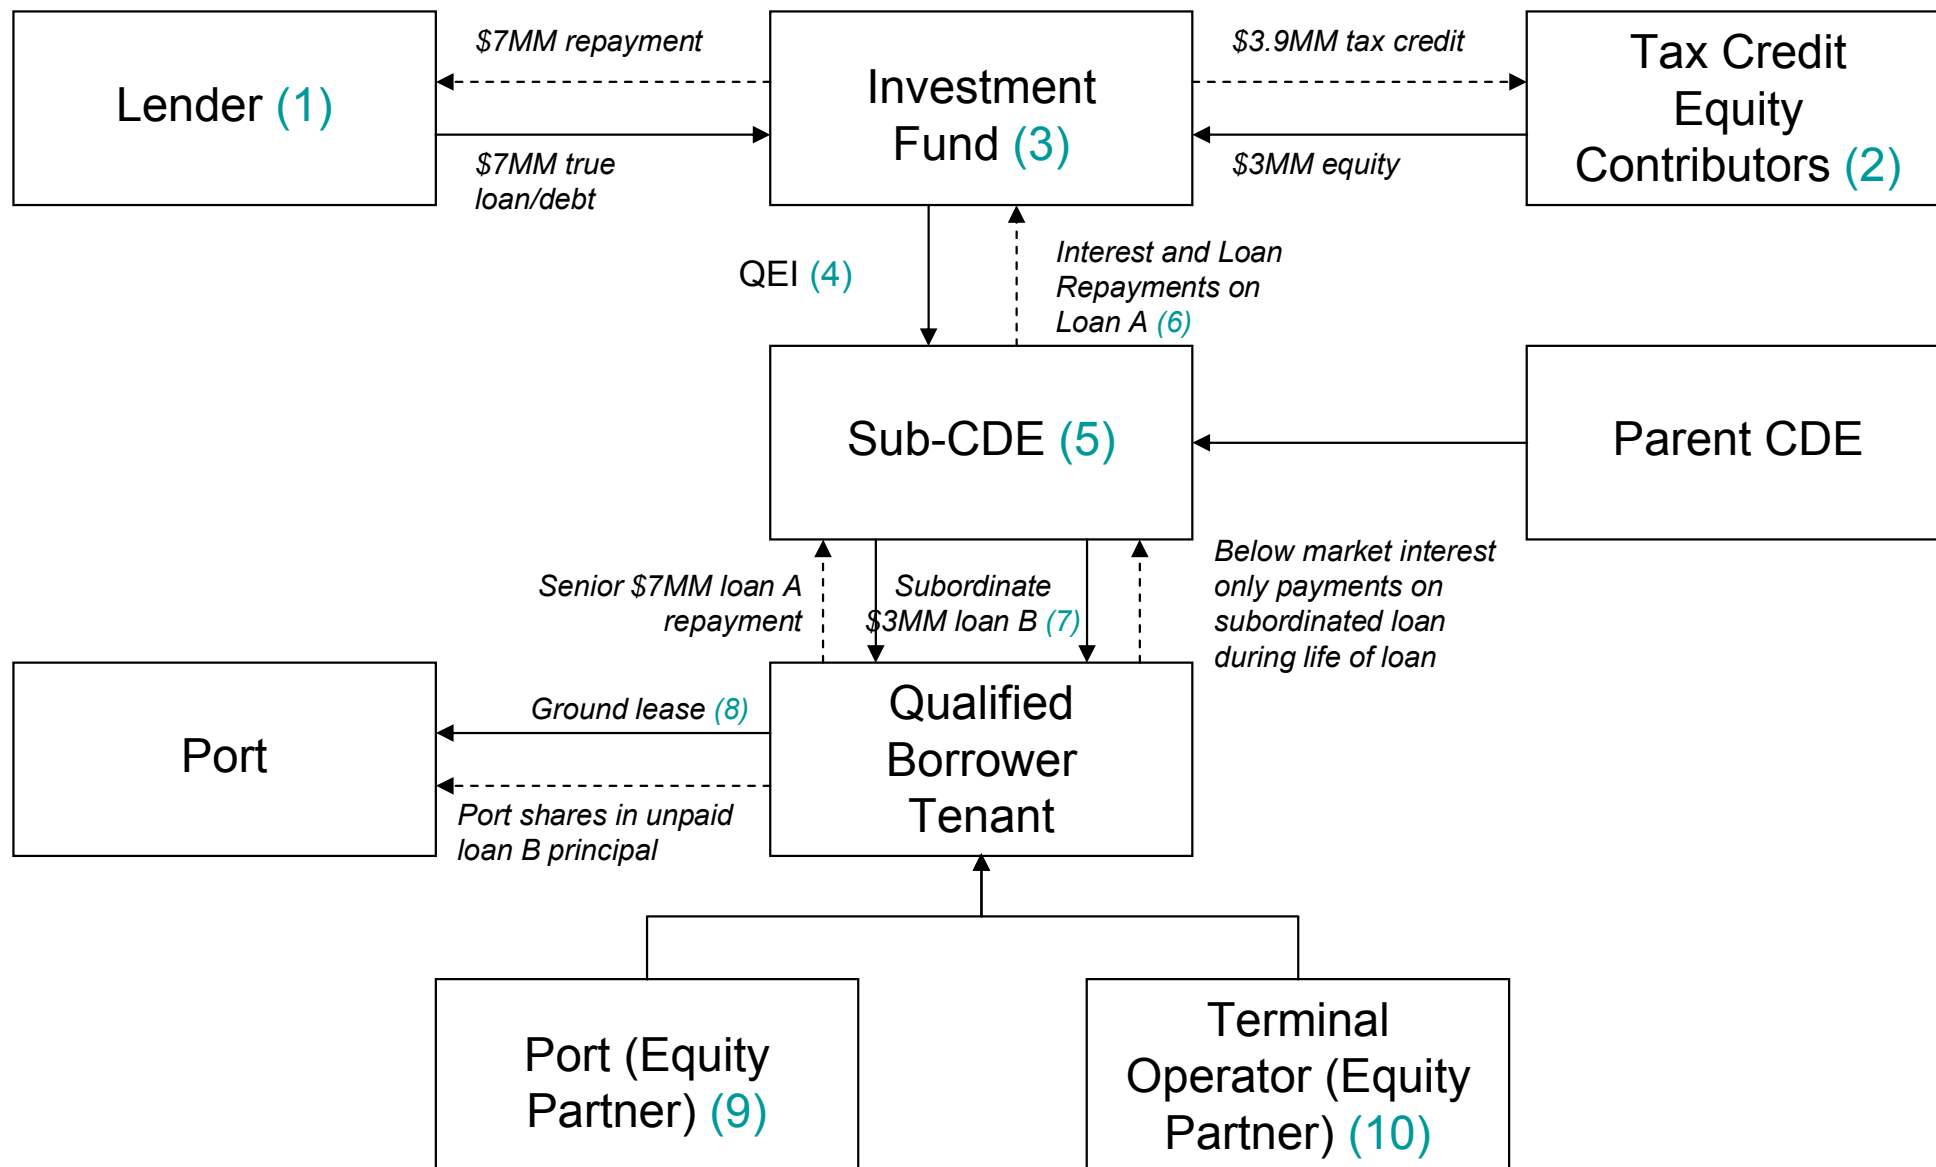 $7MM repayment
$3.9MM tax credit
Lender (1)
Investment
Fund (3)
Tax Credit
Equity
Contributors (2)
$7MM true
loan/debt
$3MM equity
QEI (4)
Interest and Loan
Repayments on
Loan A (6)
Sub-CDE (5)
Parent CDE
Senior $7MM loan A
repayment
Subordinate
$3MM loan B (7)
Below market interest
only payments on
subordinated loan
during life of loan
Port
Ground lease (8)
Qualified
Borrower
Tenant
Port shares in unpaid
loan B principal
Port (Equity
Partner) (9)
Terminal
Operator (Equity
Partner) (10)